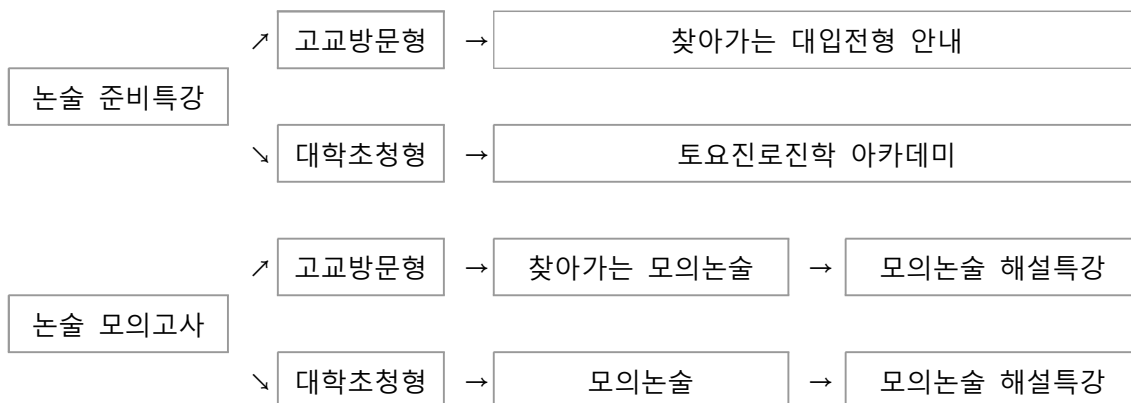 ↗ 고교방문형 → 찾아가는 대입전형 안내
논술 준비특강
↘ 대학초청형 → 토요진로진학 아카데미
↗ 고교방문형 → 찾아가는 모의논술 → 모의논술 해설특강
논술 모의고사
↘ 대학초청형 → 모의논술 → 모의논술 해설특강